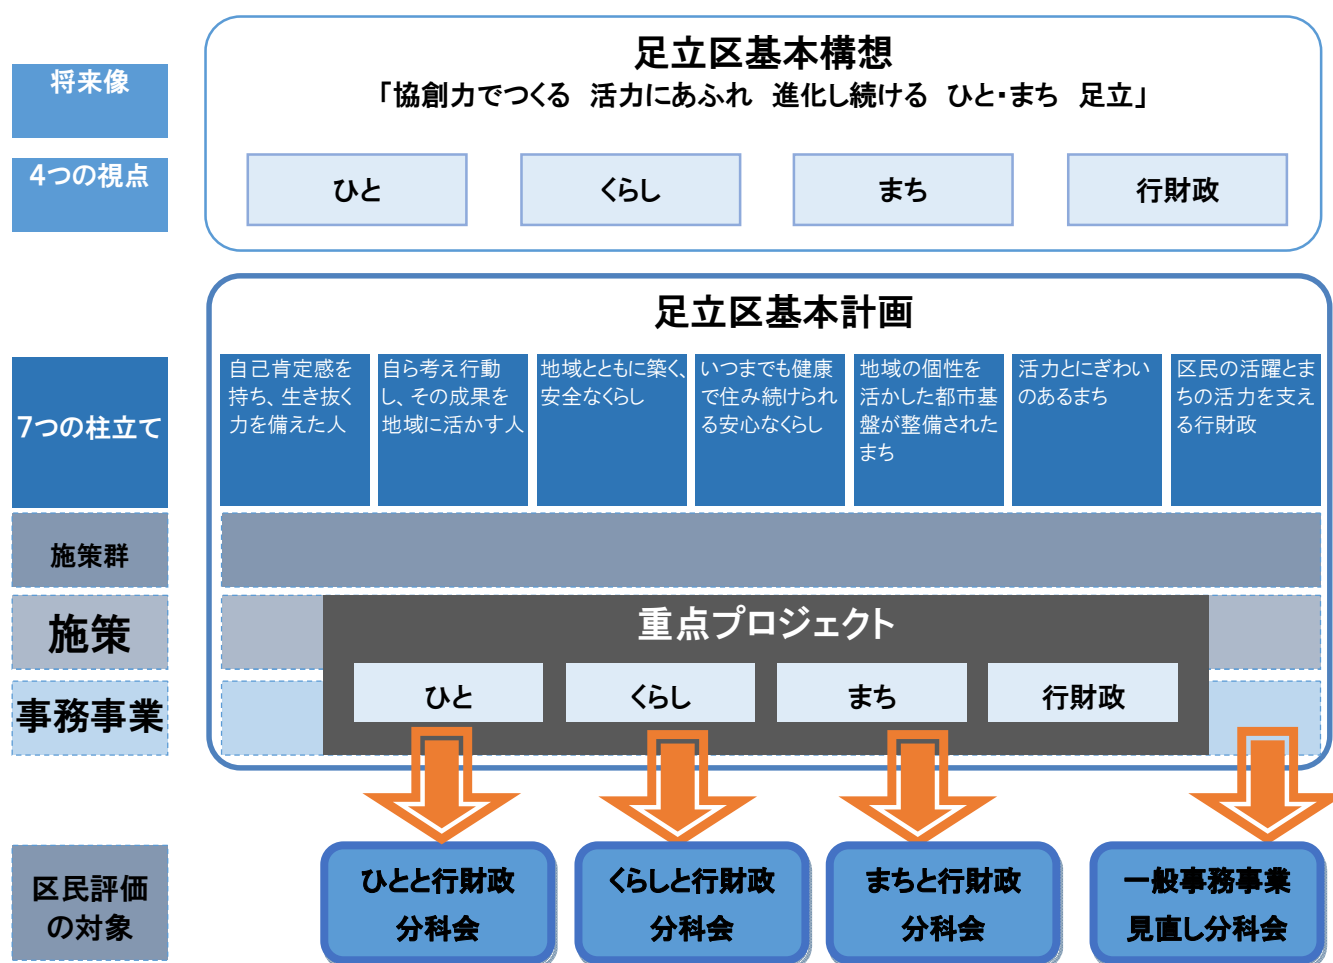 足立区基本構想
「協創力でつくる 活力にあふれ 進化し続ける ひと・まち 足立」
将来像
4つの視点
ひと
くらし
まち
行財政
足立区基本計画
7つの柱立て
自己肯定感を
持ち、生き抜く
力を備えた人
自ら考え行動
し、その成果を
地域に活かす人
地域とともに築く、
安全なくらし
いつまでも健康
で住み続けられ
る安心なくらし
地域の個性を
活かした都市基
盤が整備された
まち
活力とにぎわい
のあるまち
区民の活躍とま
ちの活力を支え
る行財政
施策群
施策
重点プロジェクト
事務事業
ひと
くらし
まち
行財政
区民評価
の対象
ひとと行財政
分科会
くらしと行財政
分科会
まちと行財政
分科会
一般事務事業
見直し分科会